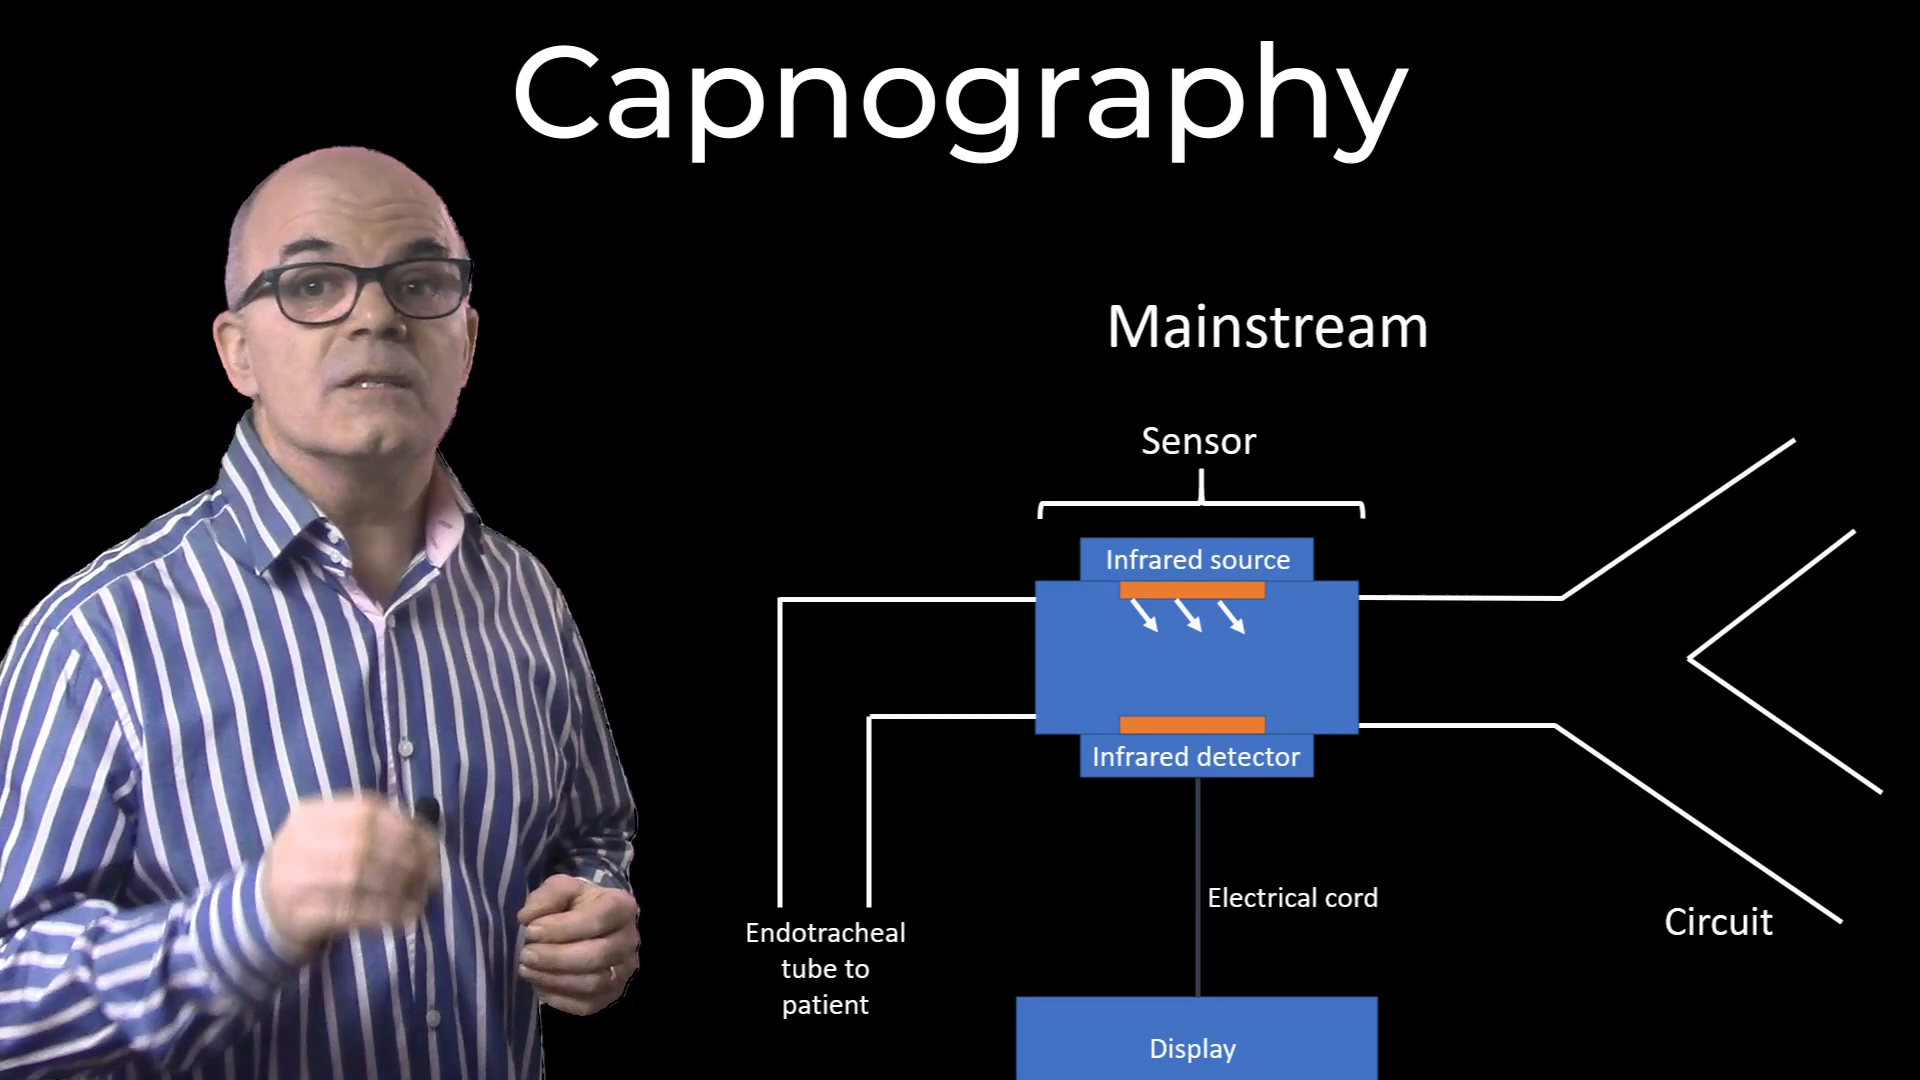 Capnography
Mainstream
Sensor
Infrared source
Infrared detector
Electrical cord
Endotracheal
tube to
patient
Circuit
Display